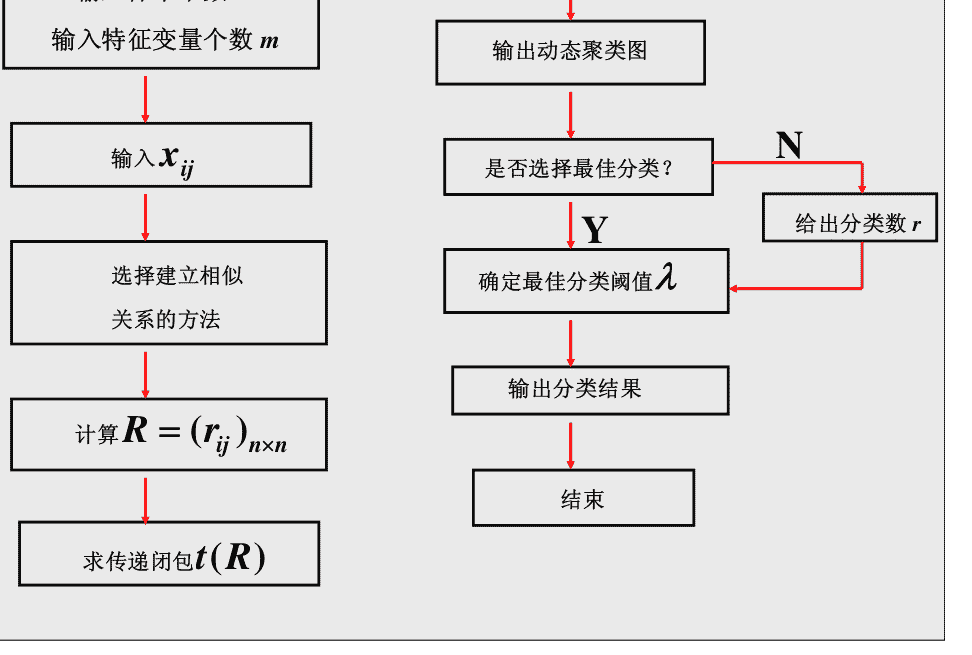 输入特征变量个数 m
输入 x_ij
选择建立相似
关系的方法
计算 R = (r_ij)_n×n
求传递闭包 t(R)
输出动态聚类图
是否选择最佳分类？
N
给出分类数 r
Y
确定最佳分类阈值 λ
输出分类结果
结束